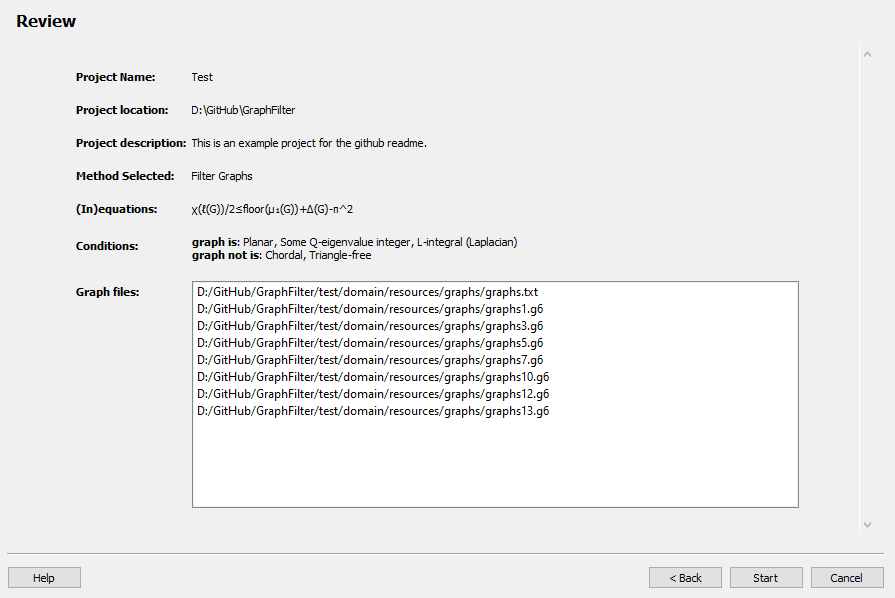 Review
Project Name: Test
Project location: D:\GitHub\GraphFilter
Project description: This is an example project for the github readme.
Method Selected: Filter Graphs
(In)equations: χ(ℓ(G))/2≤floor(μ₁(G))+Δ(G)-π^2
Conditions: graph is: Planar, Some Q-eigenvalue integer, L-integral (Laplacian)
graph not is: Chordal, Triangle-free
Graph files:
D:/GitHub/GraphFilter/test/domain/resources/graphs/graphs.txt
D:/GitHub/GraphFilter/test/domain/resources/graphs/graphs1.g6
D:/GitHub/GraphFilter/test/domain/resources/graphs/graphs3.g6
D:/GitHub/GraphFilter/test/domain/resources/graphs/graphs5.g6
D:/GitHub/GraphFilter/test/domain/resources/graphs/graphs7.g6
D:/GitHub/GraphFilter/test/domain/resources/graphs/graphs10.g6
D:/GitHub/GraphFilter/test/domain/resources/graphs/graphs12.g6
D:/GitHub/GraphFilter/test/domain/resources/graphs/graphs13.g6
Help < Back Start Cancel